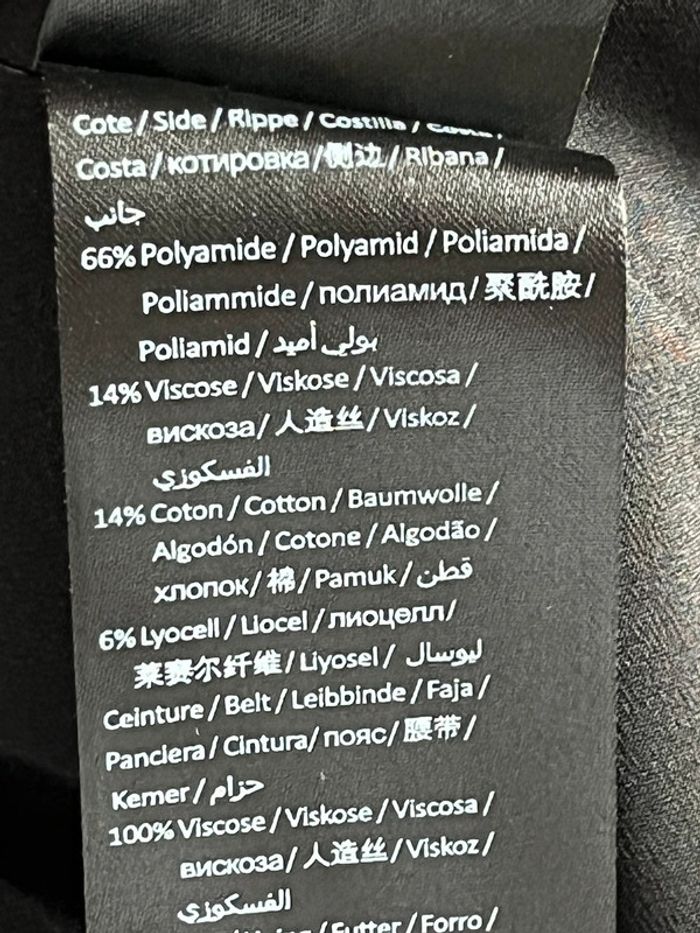 Cote / Side / Rippe / Costilla /
Costa / котировка / 侧边 / Ribana /
جانب
66% Polyamide / Polyamid / Poliamida /
Poliammide / полиамид / 聚酰胺 /
Poliamid / بولي أميد
14% Viscose / Viskose / Viscosa /
вискоза / 人造丝 / Viskoz /
الفسكوزي
14% Coton / Cotton / Baumwolle /
Algodón / Cotone / Algodão /
хлопок / 棉 / Pamuk / قطن
6% Lyocell / Liocel / лиоцелл /
莱赛尔纤维 / Liyosel / ليوسال
Ceinture / Belt / Leibbinde / Faja /
Panciera / Cintura / пояс / 腰带 /
Kemer / حزام
100% Viscose / Viskose / Viscosa /
вискоза / 人造丝 / Viskoz /
الفسكوزي
/ Futter / Forro /